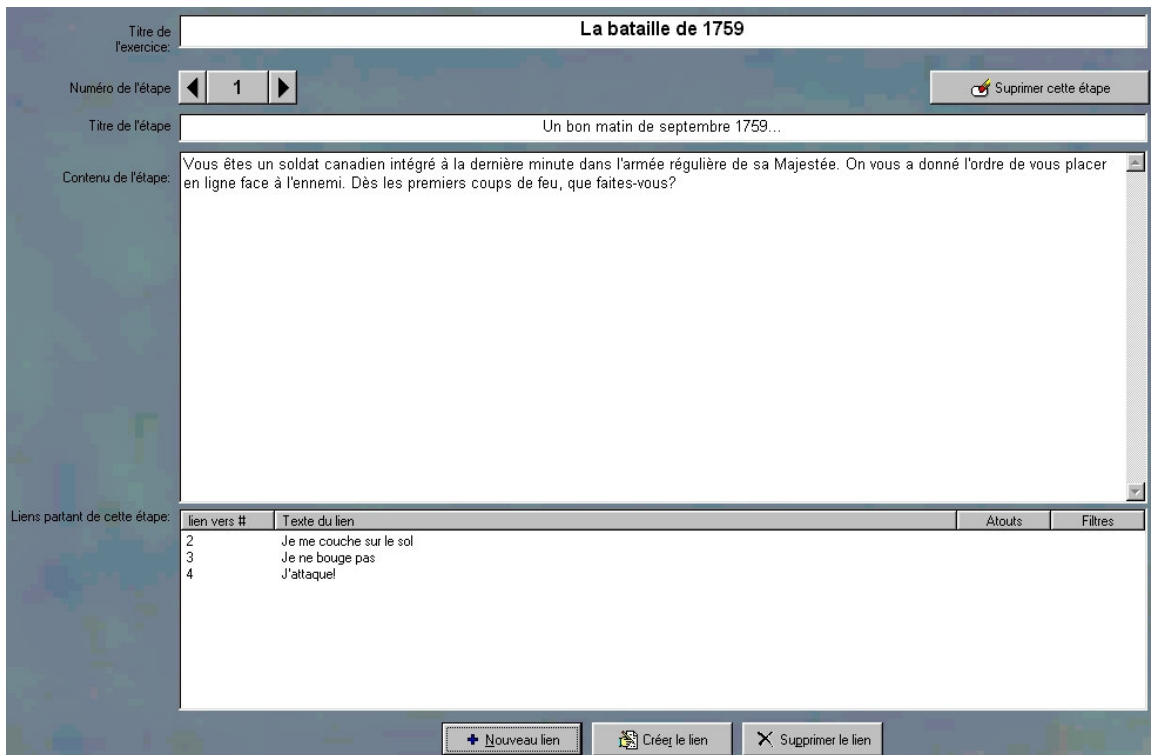 Titre de
l'exercice:
La bataille de 1759
Numéro de l'étape
1
Suprimer cette étape
Titre de l'étape
Un bon matin de septembre 1759...
Contenu de l'étape:
Vous êtes un soldat canadien intégré à la dernière minute dans l'armée régulière de sa Majestée. On vous a donné l'ordre de vous placer
en ligne face à l'ennemi. Dès les premiers coups de feu, que faites-vous?
Liens partant de cette étape:
lien vers # Texte du lien Atouts Filtres
2 Je me couche sur le sol
3 Je ne bouge pas
4 J'attaque!
Nouveau lien Créer le lien Supprimer le lien